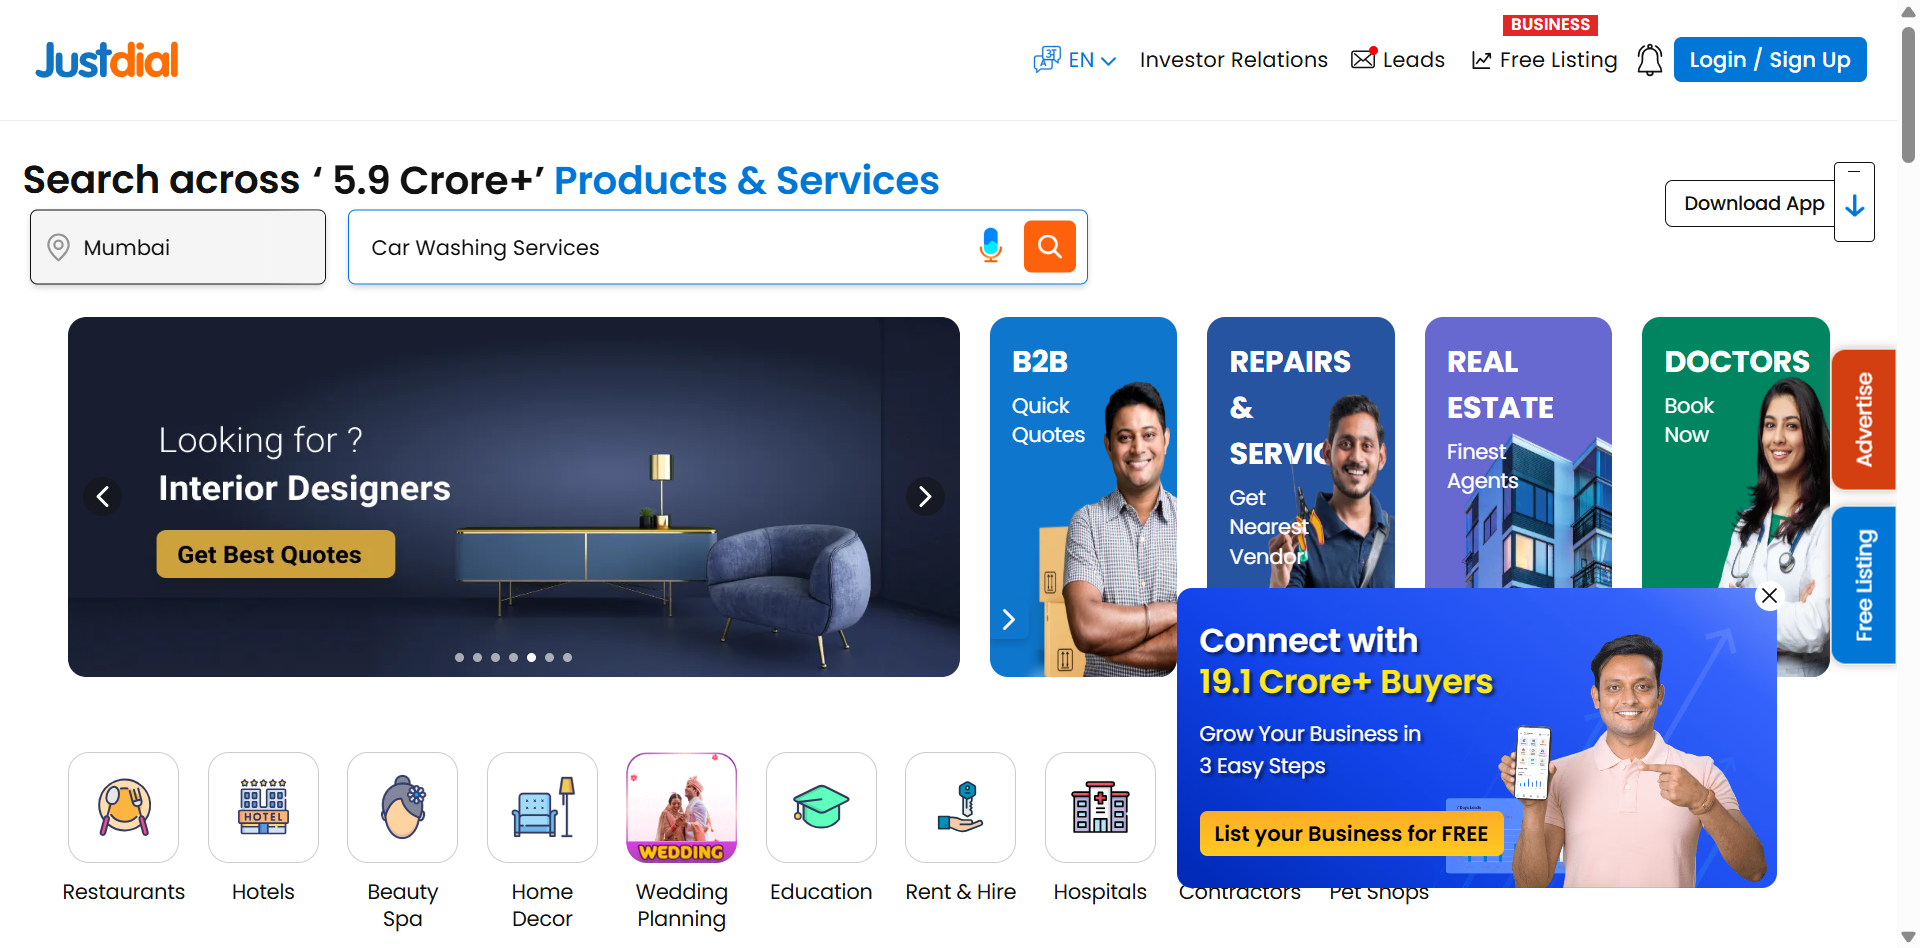 Justdial
EN
Investor Relations
Leads
BUSINESS
Free Listing
Login / Sign Up
Search across ‘ 5.9 Crore+’ Products & Services
Mumbai
Car Washing Services
Download App
Looking for ?
Interior Designers
Get Best Quotes
B2B
Quick
Quotes
REPAIRS
&
SERVIC
Get
Nearest
Vendor
REAL
ESTATE
Finest
Agents
DOCTORS
Book
Now
Advertise
Free Listing
Connect with
19.1 Crore+ Buyers
Grow Your Business in
3 Easy Steps
List your Business for FREE
HOTEL
WEDDING
Restaurants
Hotels
Beauty
Spa
Home
Decor
Wedding
Planning
Education
Rent & Hire
Hospitals
Contractors
Pet Shops